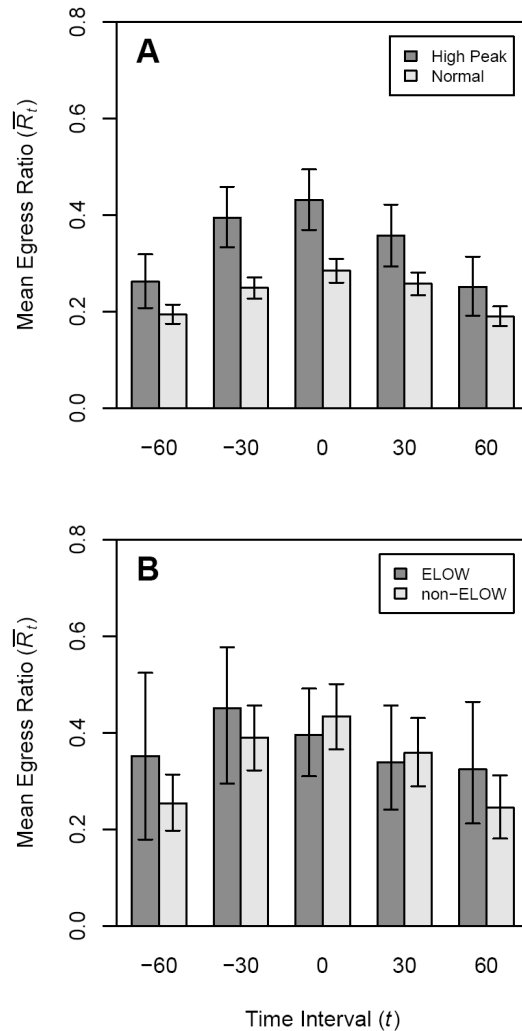 A
High Peak
Normal
Mean Egress Ratio (R̅t)
0.8
0.6
0.4
0.2
0.0
−60 −30 0 30 60
B
ELOW
non−ELOW
Mean Egress Ratio (R̅t)
0.8
0.6
0.4
0.2
0.0
−60 −30 0 30 60
Time Interval (t)